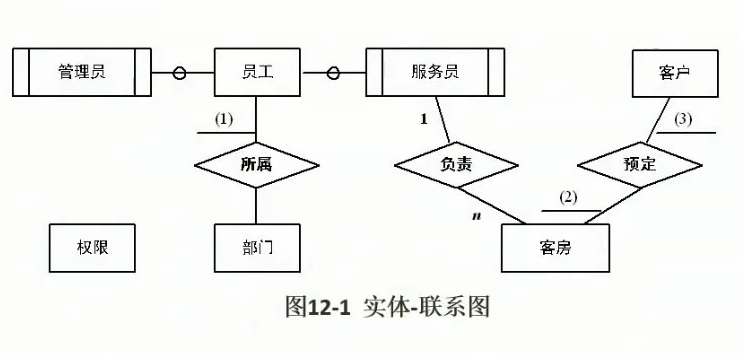 管理员 员工 服务员 客户
(1) 1 (3)
所属 负责 预定
(2)
n
权限 部门 客房
图12-1 实体-联系图